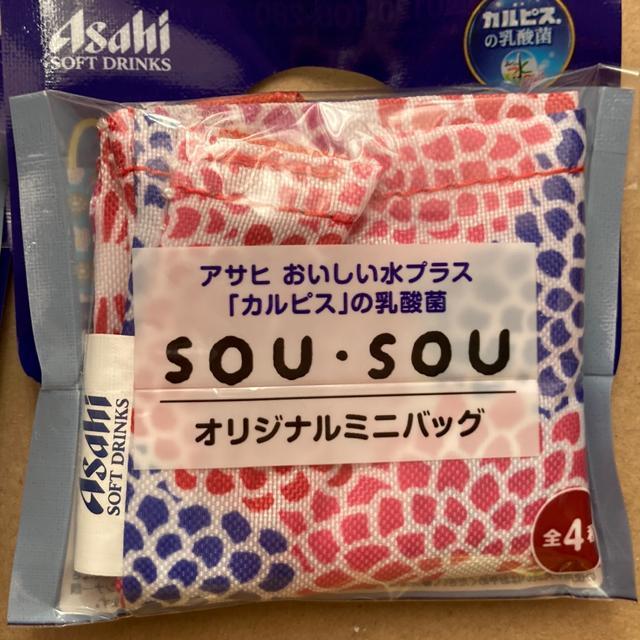 Asahi
SOFT DRINKS
カルピス®
の乳酸菌
水
アサヒ おいしい水プラス
「カルピス」の乳酸菌
SOU・SOU
オリジナルミニバッグ
Asahi
SOFT DRINKS
全4種